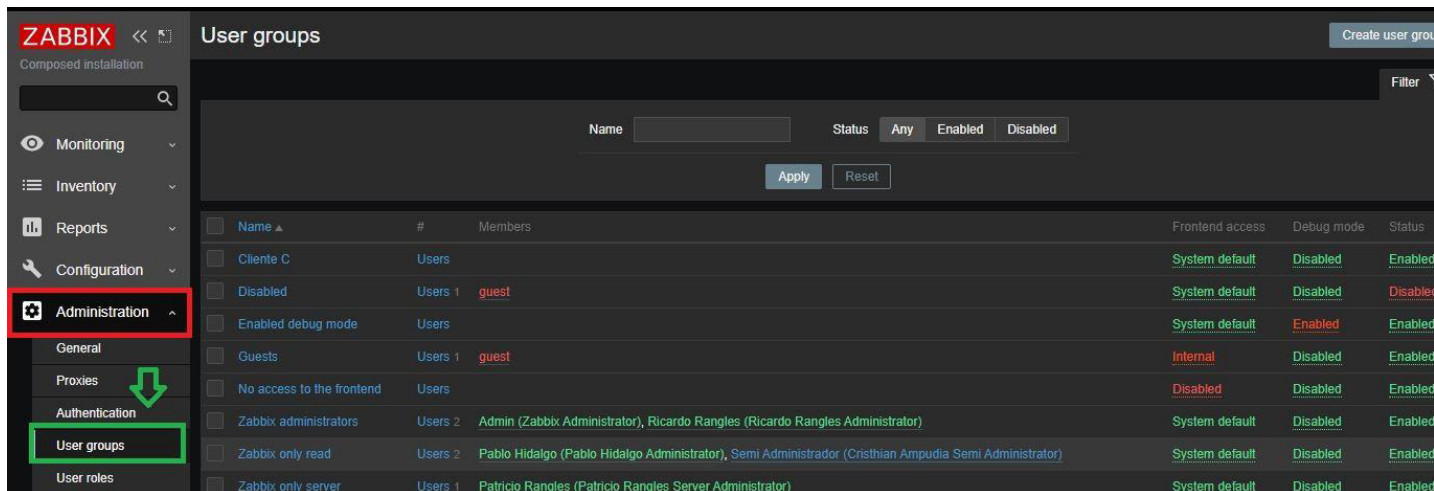 ZABBIX
Composed installation
User groups
Create user grou
Filter
Name
Status Any Enabled Disabled
Apply Reset
Monitoring
Inventory
Reports
Configuration
Administration
General
Proxies
Authentication
User groups
User roles
Name # Members Frontend access Debug mode Status
Cliente C Users System default Disabled Enabled
Disabled Users 1 guest System default Disabled Disabled
Enabled debug mode Users System default Enabled Enabled
Guests Users 1 guest Internal Disabled Enabled
No access to the frontend Users Disabled Disabled Enabled
Zabbix administrators Users 2 Admin (Zabbix Administrator), Ricardo Rangles (Ricardo Rangles Administrator) System default Disabled Enabled
Zabbix only read Users 2 Pablo Hidalgo (Pablo Hidalgo Administrator), Semi Administrador (Cristhian Ampudia Semi Administrator) System default Disabled Enabled
Zabbix only server Users 1 Patricio Rangles (Patricio Rangles Server Administrator) System default Disabled Enabled